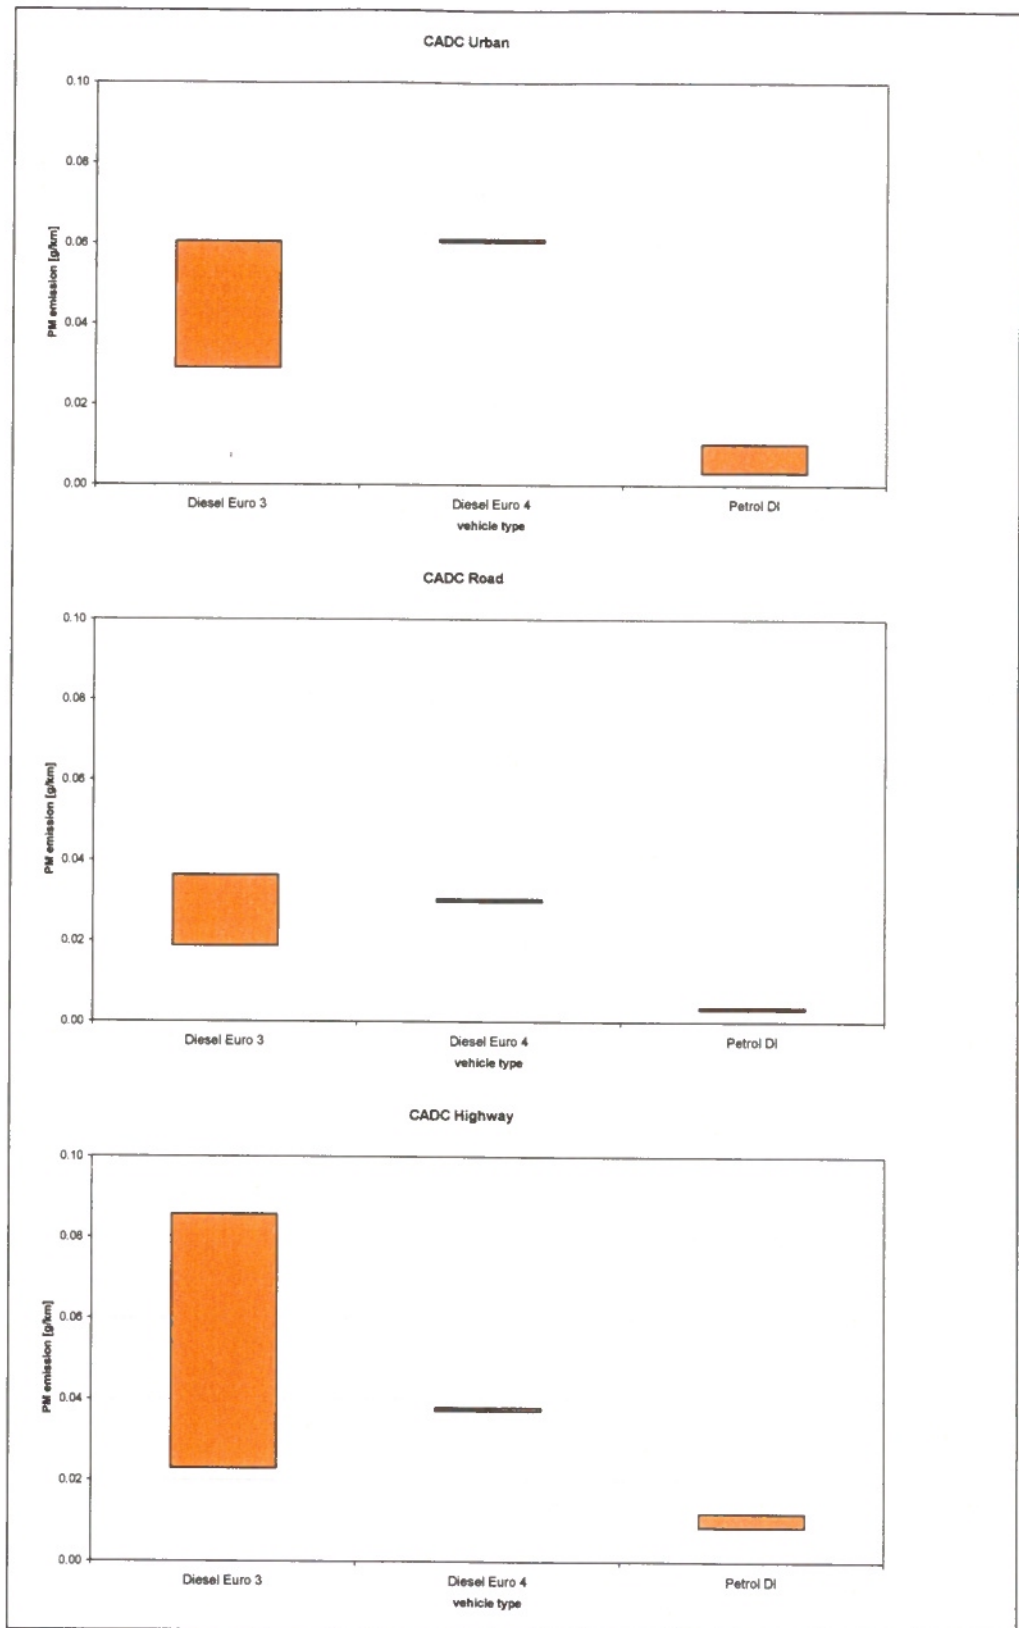 CADC Urban
0.10
0.08
0.06
0.04
0.02
0.00
PM emission [g/km]
Diesel Euro 3
Diesel Euro 4
Petrol DI
vehicle type
CADC Road
0.10
0.08
0.06
0.04
0.02
0.00
PM emission [g/km]
Diesel Euro 3
Diesel Euro 4
Petrol DI
vehicle type
CADC Highway
0.10
0.08
0.06
0.04
0.02
0.00
PM emission [g/km]
Diesel Euro 3
Diesel Euro 4
Petrol DI
vehicle type